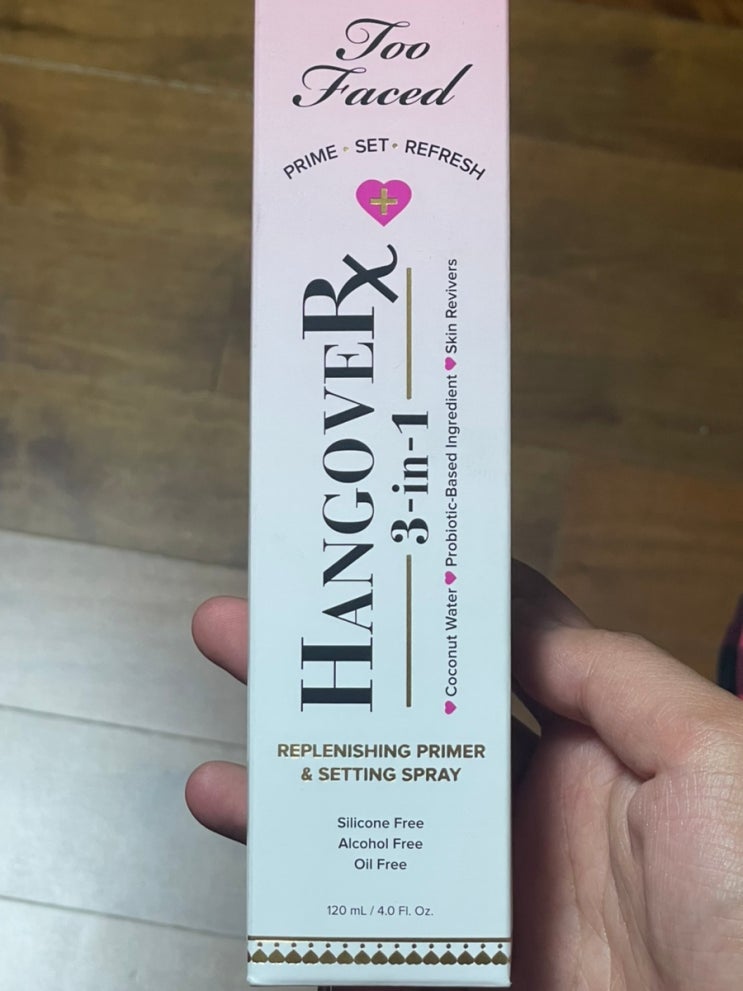 Too
Faced
PRIME • SET • REFRESH
HANGOVERx
3-in-1
Coconut Water ♥ Probiotic-Based Ingredient ♥ Skin Revivers
REPLENISHING PRIMER
& SETTING SPRAY
Silicone Free
Alcohol Free
Oil Free
120 mL / 4.0 Fl. Oz.